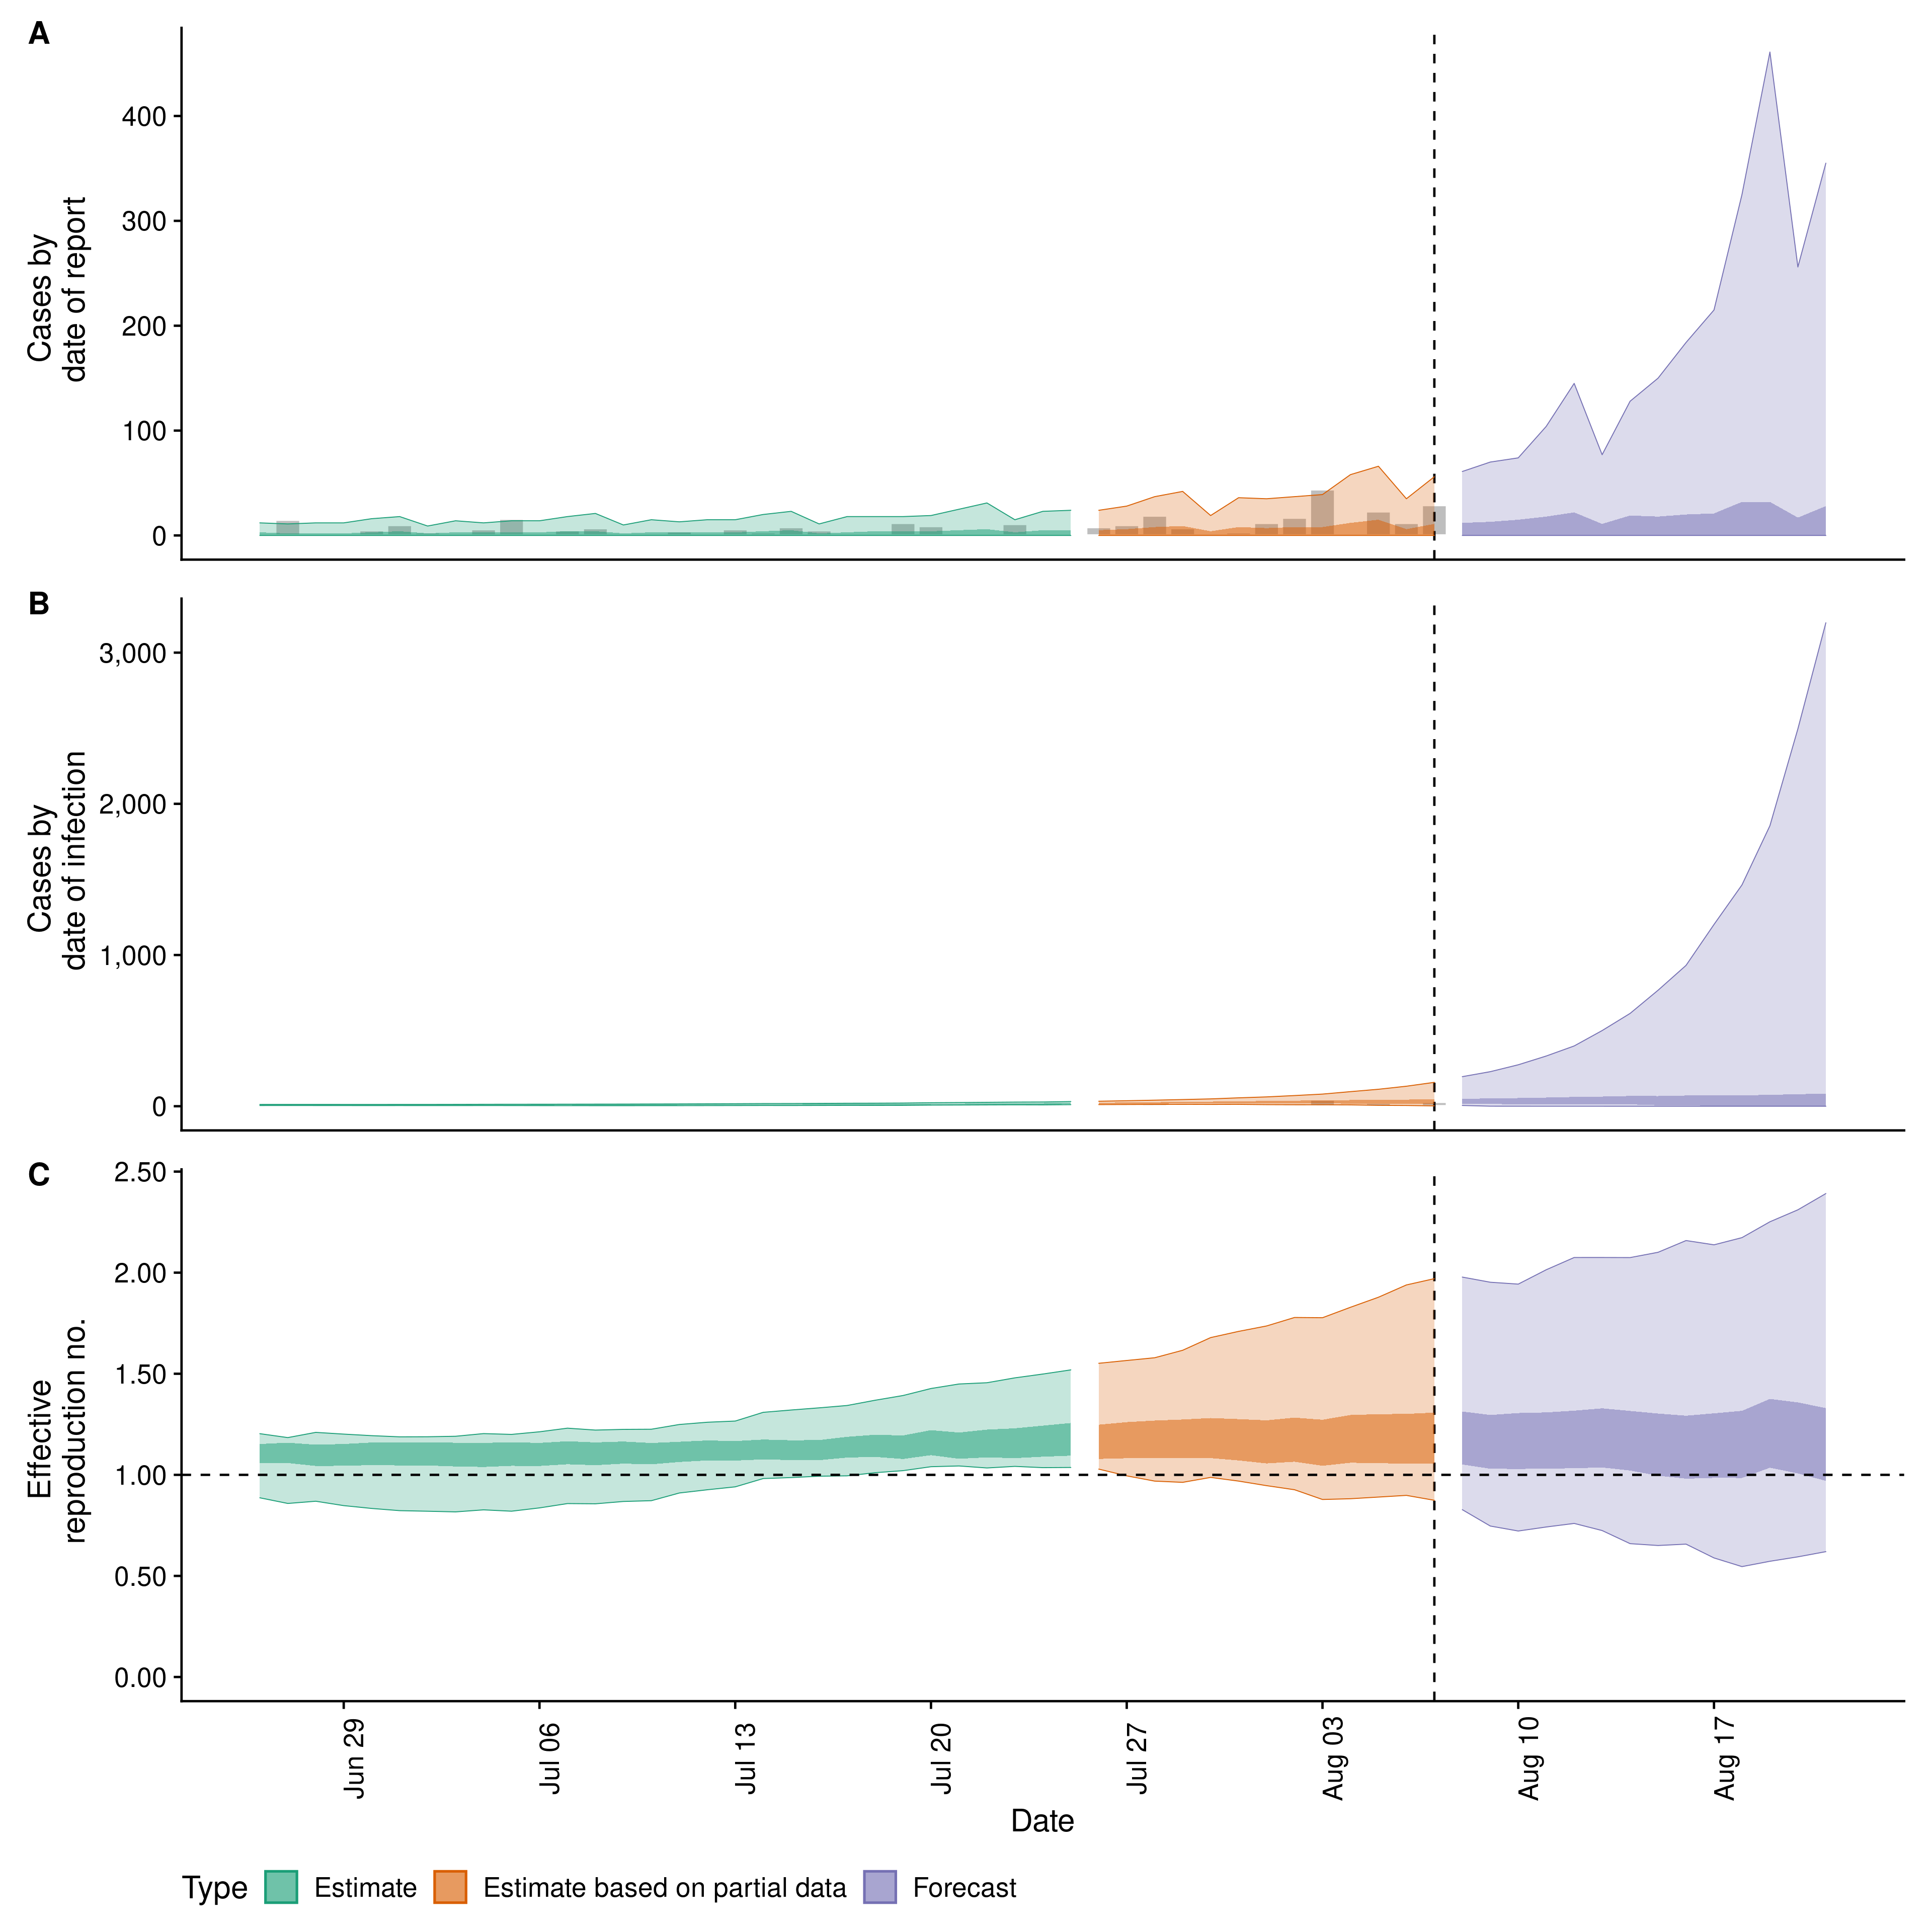 A
Cases by
date of report
400
300
200
100
0
B
Cases by
date of infection
3,000
2,000
1,000
0
C
Effective
reproduction no.
2.50
2.00
1.50
1.00
0.50
0.00
Jun 29
Jul 06
Jul 13
Jul 20
Jul 27
Aug 03
Aug 10
Aug 17
Date
Type Estimate Estimate based on partial data Forecast